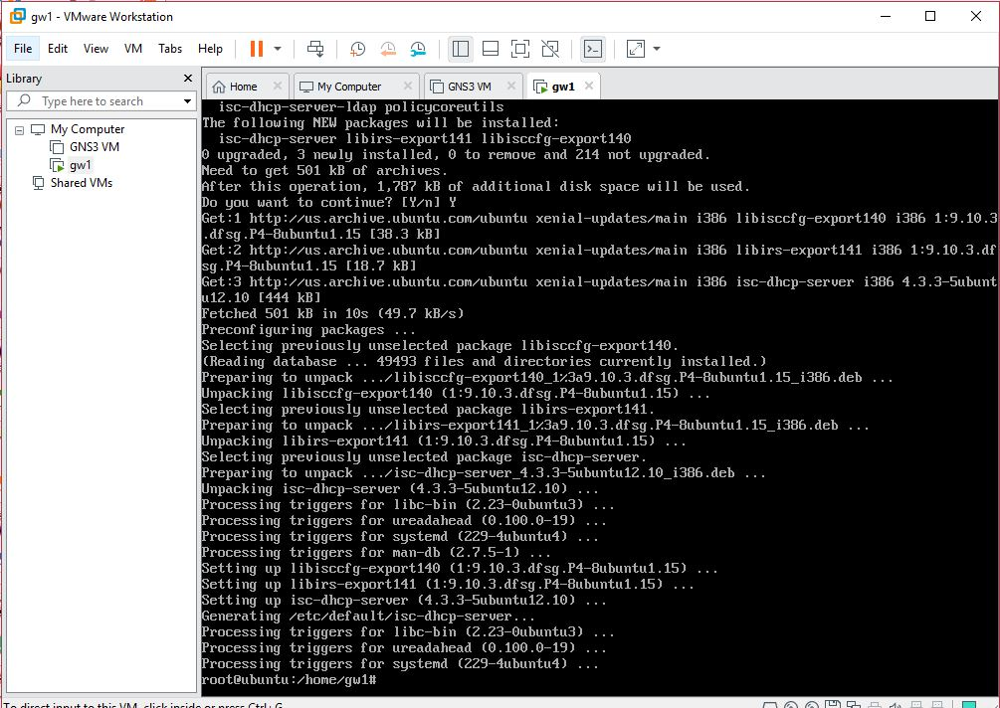 gw1 - VMware Workstation
File Edit View VM Tabs Help
Library
Type here to search
My Computer
GNS3 VM
gw1
Shared VMs
Home My Computer GNS3 VM gw1
isc-dhcp-server-ldap policycoreutils
The following NEW packages will be installed:
isc-dhcp-server libirs-export141 libisccfg-export140
0 upgraded, 3 newly installed, 0 to remove and 214 not upgraded.
Need to get 501 kB of archives.
After this operation, 1,787 kB of additional disk space will be used.
Do you want to continue? [Y/n] Y
Get:1 http://us.archive.ubuntu.com/ubuntu xenial-updates/main i386 libisccfg-export140 i386 1:9.10.3
.dfsg.P4-8ubuntu1.15 [38.3 kB]
Get:2 http://us.archive.ubuntu.com/ubuntu xenial-updates/main i386 libirs-export141 i386 1:9.10.3.df
sg.P4-8ubuntu1.15 [18.7 kB]
Get:3 http://us.archive.ubuntu.com/ubuntu xenial-updates/main i386 isc-dhcp-server i386 4.3.3-5ubunt
u12.10 [444 kB]
Fetched 501 kB in 10s (49.7 kB/s)
Preconfiguring packages ...
Selecting previously unselected package libisccfg-export140.
(Reading database ... 49493 files and directories currently installed.)
Preparing to unpack .../libisccfg-export140_1%3a9.10.3.dfsg.P4-8ubuntu1.15_i386.deb ...
Unpacking libisccfg-export140 (1:9.10.3.dfsg.P4-8ubuntu1.15) ...
Selecting previously unselected package libirs-export141.
Preparing to unpack .../libirs-export141_1%3a9.10.3.dfsg.P4-8ubuntu1.15_i386.deb ...
Unpacking libirs-export141 (1:9.10.3.dfsg.P4-8ubuntu1.15) ...
Selecting previously unselected package isc-dhcp-server.
Preparing to unpack .../isc-dhcp-server_4.3.3-5ubuntu12.10_i386.deb ...
Unpacking isc-dhcp-server (4.3.3-5ubuntu12.10) ...
Processing triggers for libc-bin (2.23-0ubuntu3) ...
Processing triggers for ureadahead (0.100.0-19) ...
Processing triggers for systemd (229-4ubuntu4) ...
Processing triggers for man-db (2.7.5-1) ...
Setting up libisccfg-export140 (1:9.10.3.dfsg.P4-8ubuntu1.15) ...
Setting up libirs-export141 (1:9.10.3.dfsg.P4-8ubuntu1.15) ...
Setting up isc-dhcp-server (4.3.3-5ubuntu12.10) ...
Generating /etc/default/isc-dhcp-server...
Processing triggers for libc-bin (2.23-0ubuntu3) ...
Processing triggers for ureadahead (0.100.0-19) ...
Processing triggers for systemd (229-4ubuntu4) ...
root@ubuntu:/home/gw1#
To direct input to this VM, click inside or press Ctrl+G.